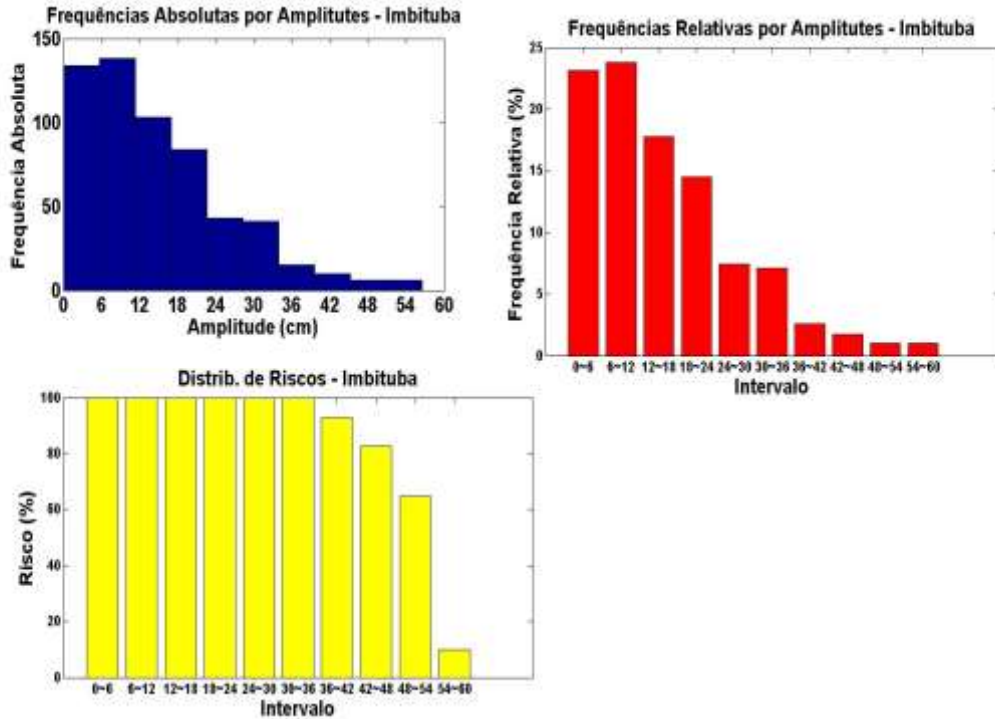 Frequências Absolutas por Amplitutes - Imbituba
Frequência Absoluta
150
100
50
0
0 6 12 18 24 30 36 42 48 54 60
Amplitude (cm)
Frequências Relativas por Amplitutes - Imbituba
Frequência Relativa (%)
25
20
15
10
5
0
0~6 6~12 12~18 18~24 24~30 30~36 36~42 42~48 48~54 54~60
Intervalo
Distrib. de Riscos - Imbituba
Risco (%)
100
80
60
40
20
0
0~6 6~12 12~18 18~24 24~30 30~36 36~42 42~48 48~54 54~60
Intervalo